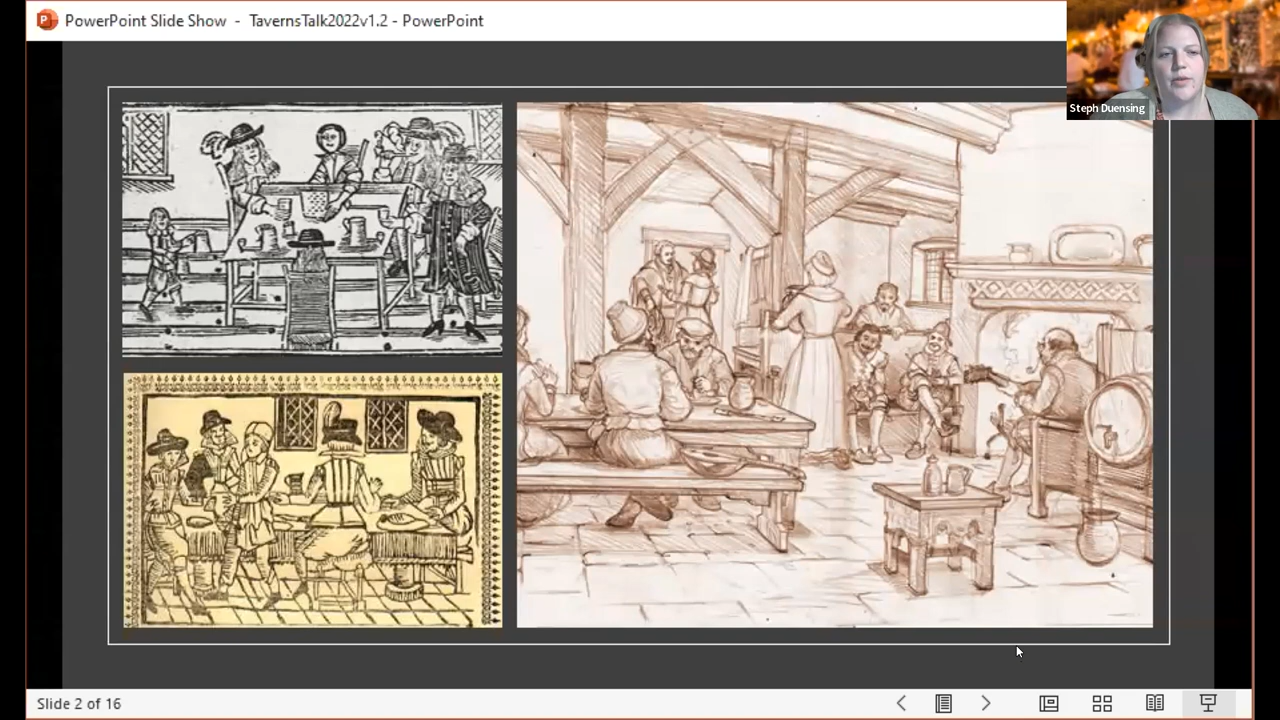 PowerPoint Slide Show - TavernsTalk2022v1.2 - PowerPoint
Steph Duensing
Slide 2 of 16